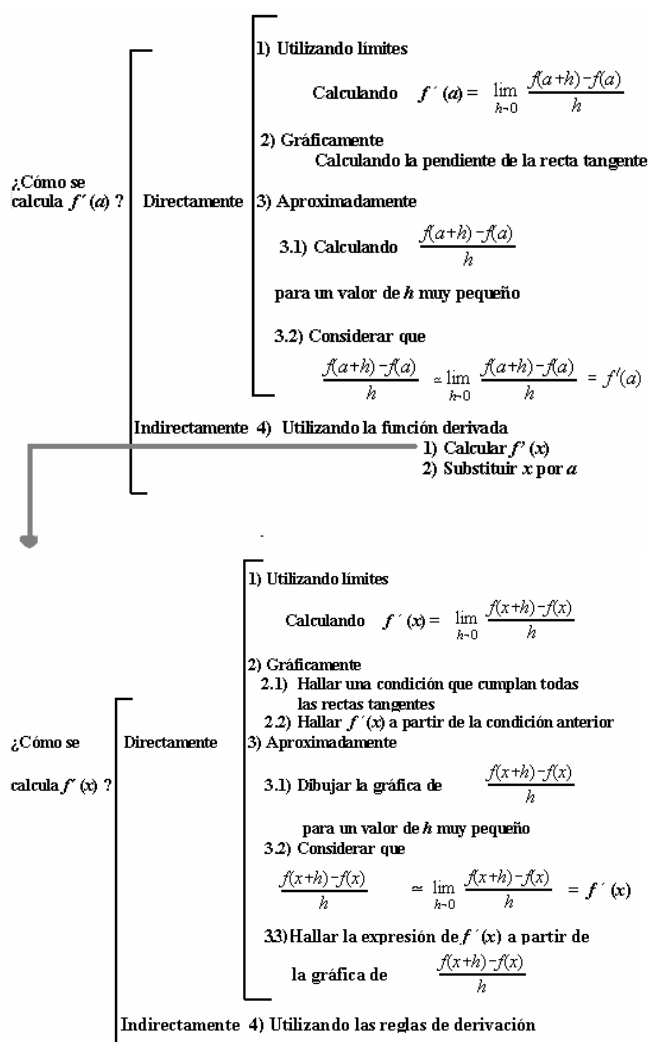 1) Utilizando límites
Calculando f´(a) = lim h→0 f(a+h)−f(a) / h
2) Gráficamente
Calculando la pendiente de la recta tangente
¿Cómo se
calcula f´(a) ? Directamente 3) Aproximadamente
3.1) Calculando f(a+h)−f(a) / h
para un valor de h muy pequeño
3.2) Considerar que
f(a+h)−f(a) / h ≃ lim h→0 f(a+h)−f(a) / h = f'(a)
Indirectamente 4) Utilizando la función derivada
1) Calcular f' (x)
2) Substituir x por a
1) Utilizando límites
Calculando f´(x) = lim h→0 f(x+h)−f(x) / h
2) Gráficamente
2.1) Hallar una condición que cumplan todas
las rectas tangentes
2.2) Hallar f´(x) a partir de la condición anterior
¿Cómo se Directamente 3) Aproximadamente
calcula f´(x) ? 3.1) Dibujar la gráfica de f(x+h)−f(x) / h
para un valor de h muy pequeño
3.2) Considerar que
f(x+h)−f(x) / h ≃ lim h→0 f(x+h)−f(x) / h = f´(x)
3.3)Hallar la expresión de f´(x) a partir de
la gráfica de f(x+h)−f(x) / h
Indirectamente 4) Utilizando las reglas de derivación